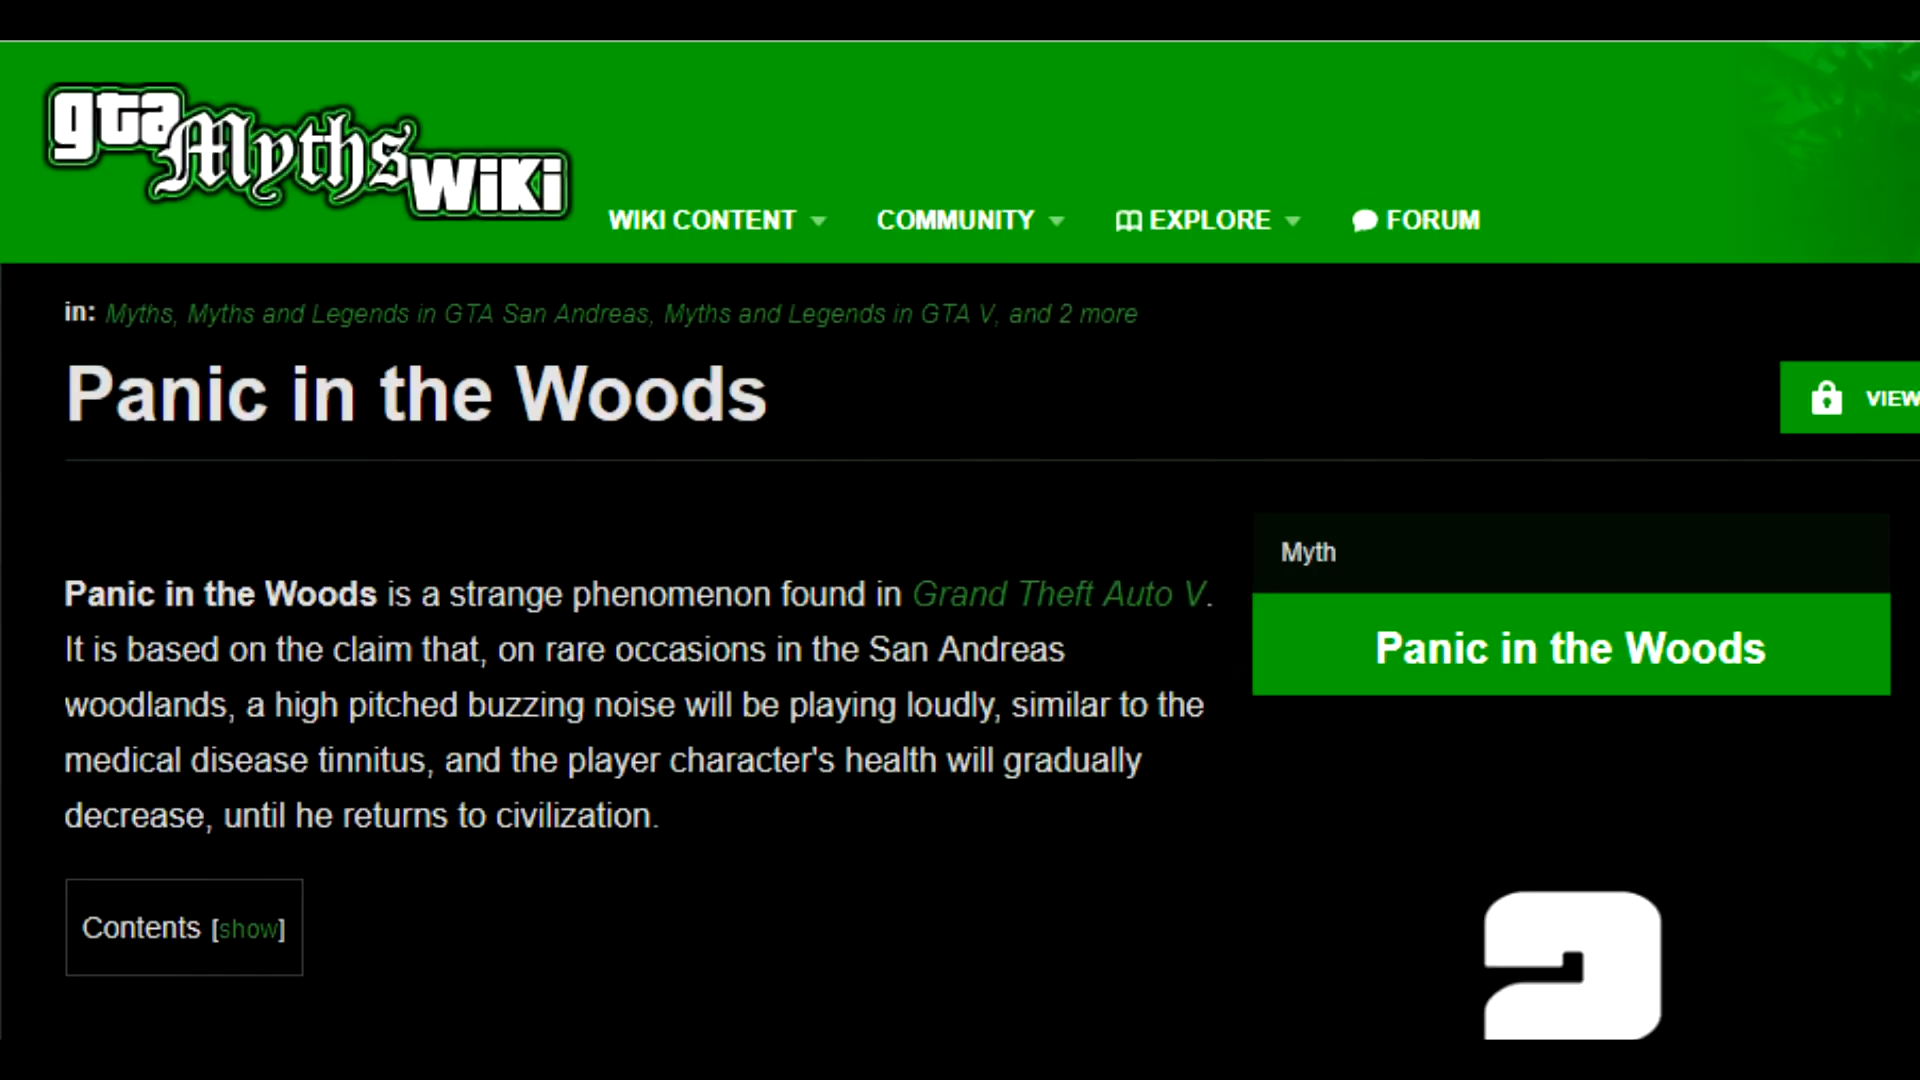 gta Myths Wiki
WIKI CONTENT
COMMUNITY
EXPLORE
FORUM
in: Myths, Myths and Legends in GTA San Andreas, Myths and Legends in GTA V, and 2 more
Panic in the Woods
VIEW
Panic in the Woods is a strange phenomenon found in Grand Theft Auto V.
It is based on the claim that, on rare occasions in the San Andreas
woodlands, a high pitched buzzing noise will be playing loudly, similar to the
medical disease tinnitus, and the player character's health will gradually
decrease, until he returns to civilization.
Contents [show]
Myth
Panic in the Woods
?